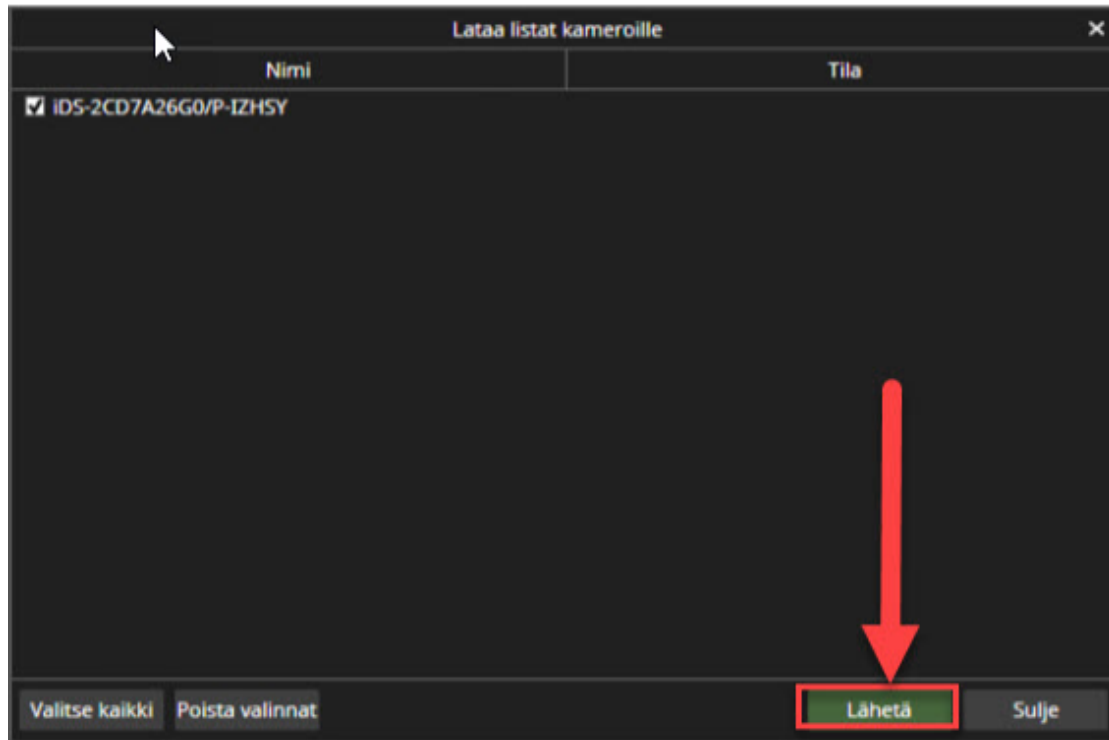 Lataa listat kameroille
Nimi Tila
iDS-2CD7A26G0/P-IZHSY
Valitse kaikki Poista valinnat Lähetä Sulje